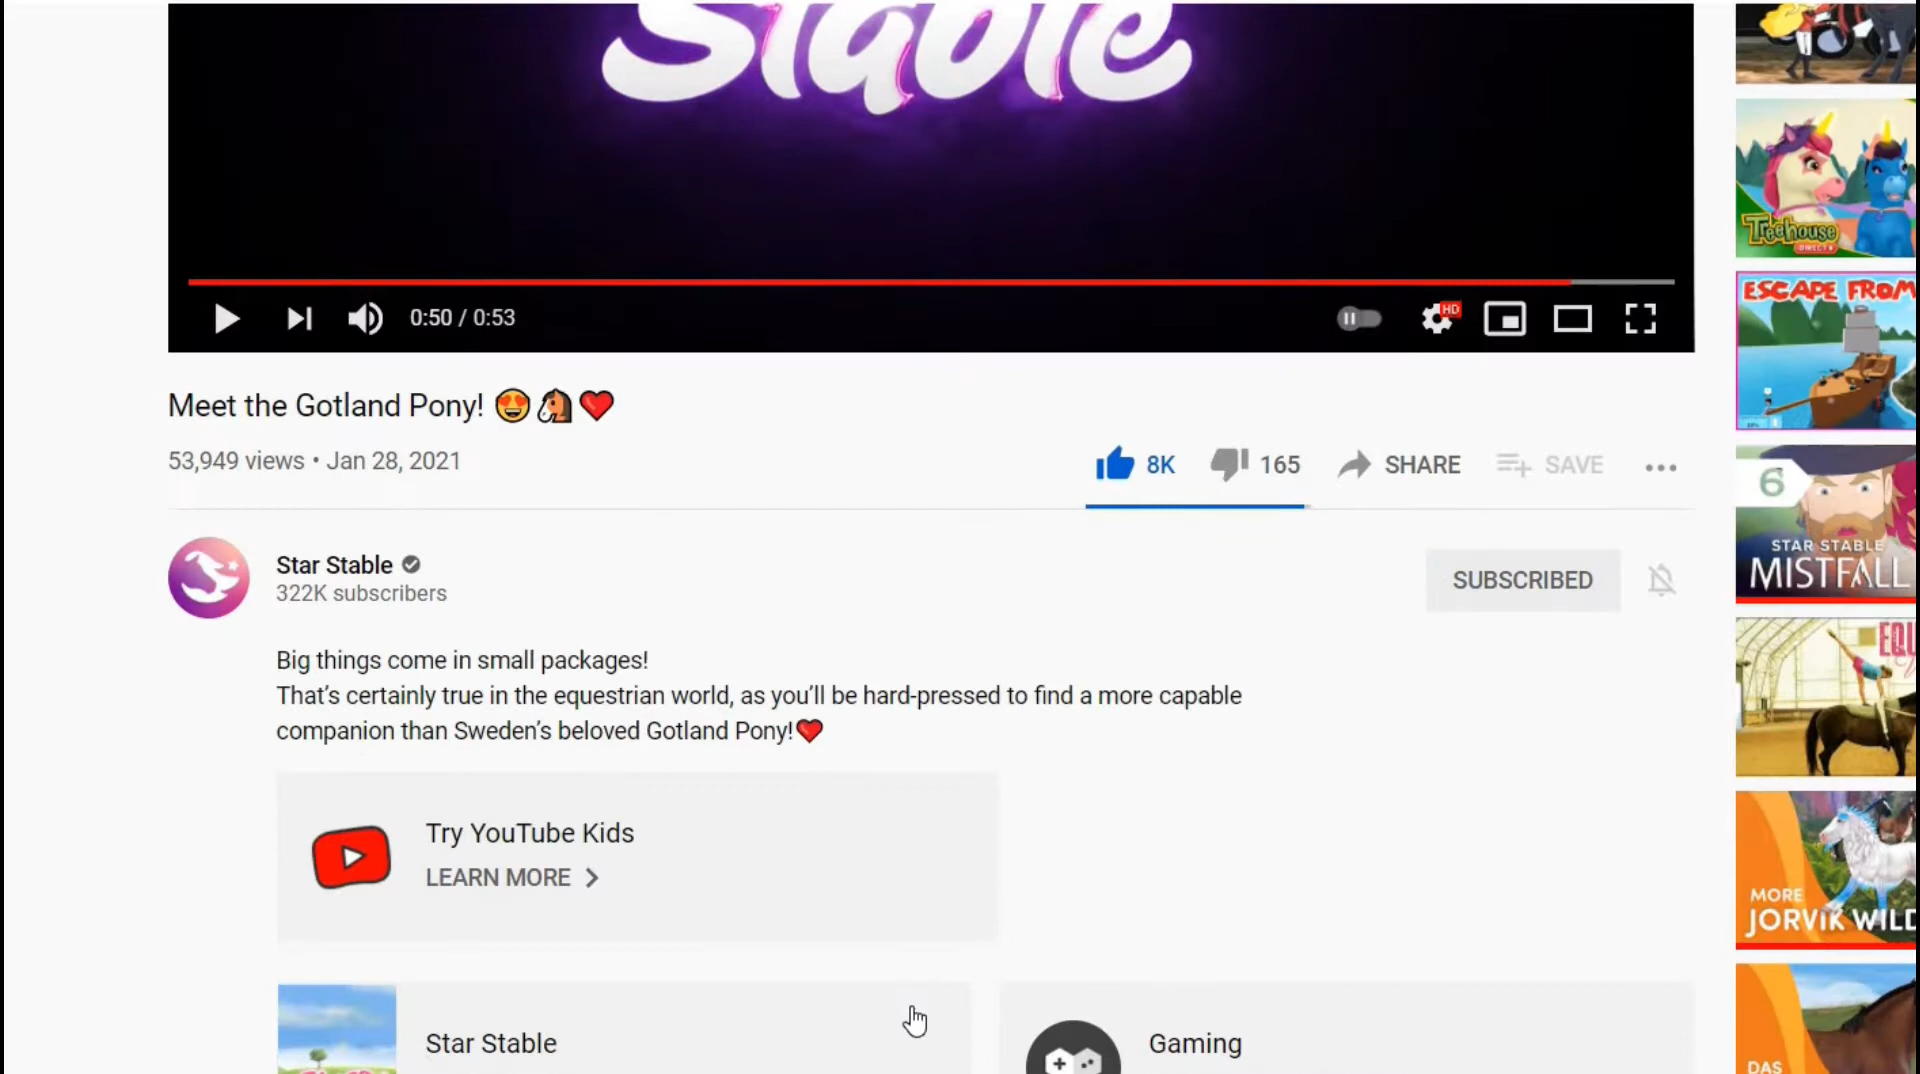 Stable
0:50 / 0:53
HD
Meet the Gotland Pony! 😍🐴❤️
53,949 views • Jan 28, 2021
8K
165
SHARE
SAVE
Star Stable
322K subscribers
SUBSCRIBED
Big things come in small packages!
That’s certainly true in the equestrian world, as you’ll be hard-pressed to find a more capable
companion than Sweden’s beloved Gotland Pony!❤️
Try YouTube Kids
LEARN MORE
Star Stable
Gaming
Treehouse
DIRECT
ESCAPE FROM
6
STAR STABLE
MISTFALL
EQU
MORE
JORVIK WILD
DAS